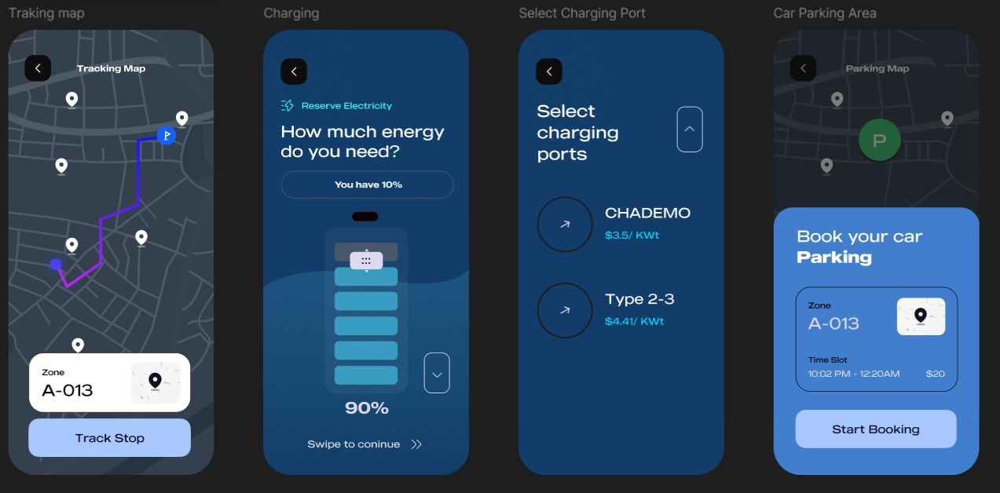 Traking map
Tracking Map
Zone
A-013
Track Stop
Charging
Reserve Electricity
How much energy
do you need?
You have 10%
90%
Swipe to coninue
Select Charging Port
Select
charging
ports
CHADEMO
$3.5/ KWt
Type 2-3
$4.41/ KWt
Car Parking Area
Parking Map
P
Book your car
Parking
Zone
A-013
Time Slot
10:02 PM - 12:20AM $20
Start Booking